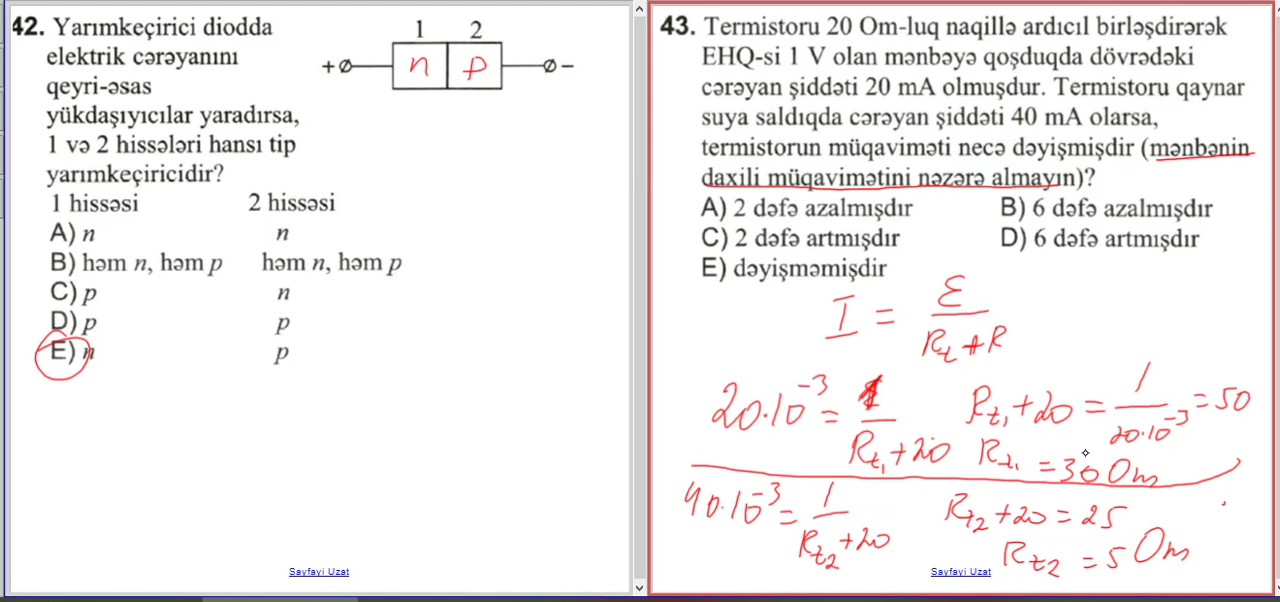 42. Yarımkeçirici diodda
elektrik cərəyanını
qeyri-əsas
yükdaşıyıcılar yaradırsa,
1 və 2 hissələri hansı tip
yarımkeçiricidir?
1 2
+ n p −
1 hissəsi 2 hissəsi
A) n n
B) həm n, həm p həm n, həm p
C) p n
D) p p
E) n p
Sayfayi Uzat
43. Termistoru 20 Om-luq naqillə ardıcıl birləşdirərək
EHQ-si 1 V olan mənbəyə qoşduqda dövrədəki
cərəyan şiddəti 20 mA olmuşdur. Termistoru qaynar
suya saldıqda cərəyan şiddəti 40 mA olarsa,
termistorun müqaviməti necə dəyişmişdir (mənbənin
daxili müqavimətini nəzərə almayın)?
A) 2 dəfə azalmışdır B) 6 dəfə azalmışdır
C) 2 dəfə artmışdır D) 6 dəfə artmışdır
E) dəyişməmişdir
I = ℰ / (Rt + R)
20·10⁻³ = 1 / (Rt₁ + 20) Rt₁ + 20 = 1 / (20·10⁻³) = 50
Rt₁ = 30 Om
40·10⁻³ = 1 / (Rt₂ + 20) Rt₂ + 20 = 25
Rt₂ = 5 Om
Sayfayi Uzat